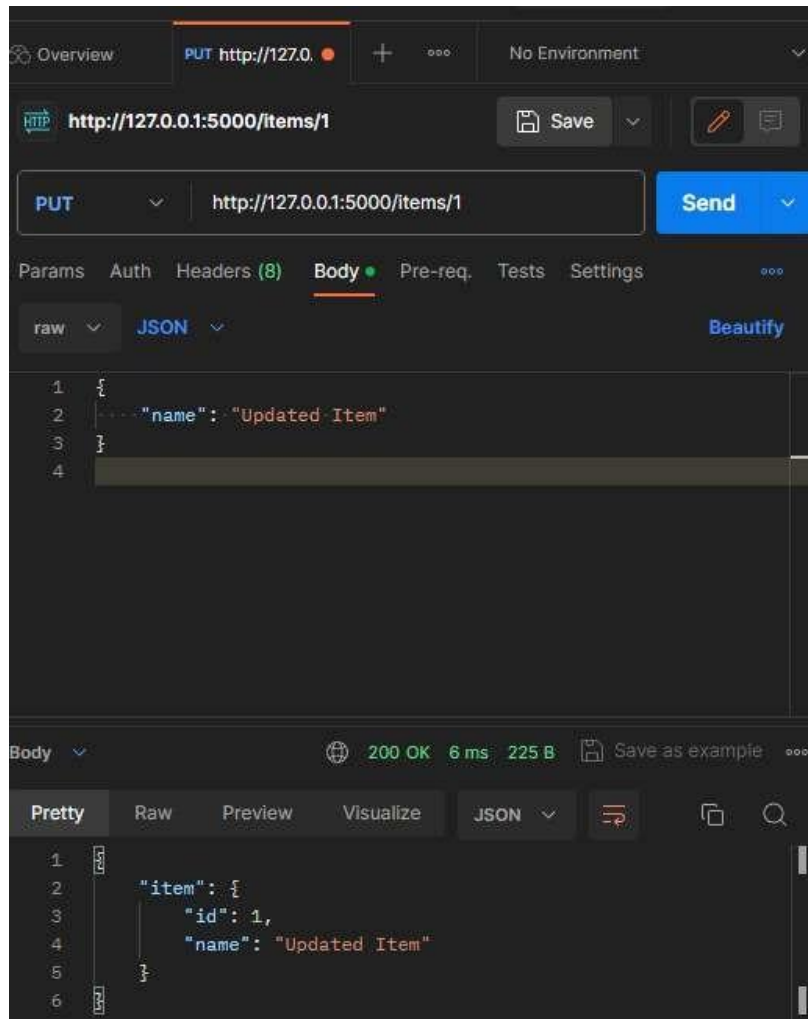 Overview PUT http://127.0. No Environment
HTTP http://127.0.0.1:5000/items/1 Save
PUT http://127.0.0.1:5000/items/1 Send
Params Auth Headers (8) Body Pre-req. Tests Settings
raw JSON Beautify
1 {
2 "name": "Updated Item"
3 }
4
Body 200 OK 6 ms 225 B Save as example
Pretty Raw Preview Visualize JSON
1 {
2 "item": {
3 "id": 1,
4 "name": "Updated Item"
5 }
6 }